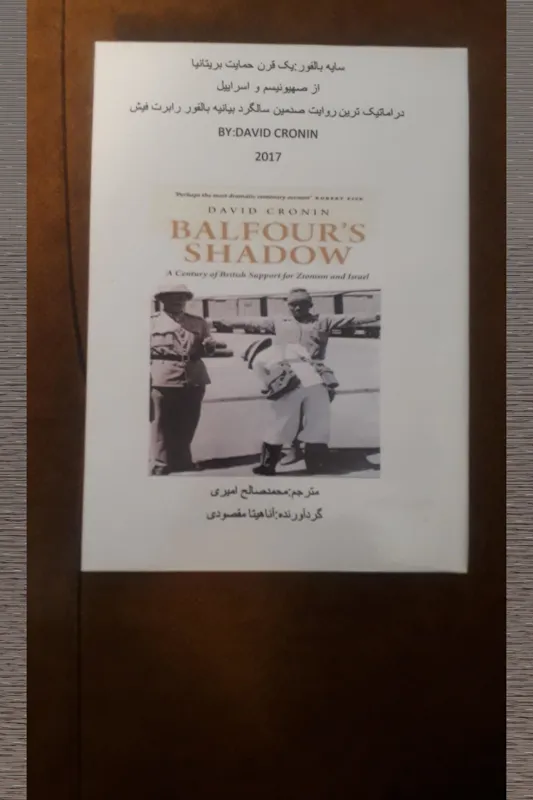 سایه بالفور:یک قرن حمایت بریتانیا
از صهیونیسم و اسراییل
دراماتیک ترین روایت صدمین سالگرد بیانیه بالفور رابرت فیش
BY:DAVID CRONIN
2017
'Perhaps the most dramatic centenary account' ROBERT FISK
DAVID CRONIN
BALFOUR'S
SHADOW
A Century of British Support for Zionism and Israel
مترجم:محمدصالح امیری
گردآورنده:آناهیتا مقصودی